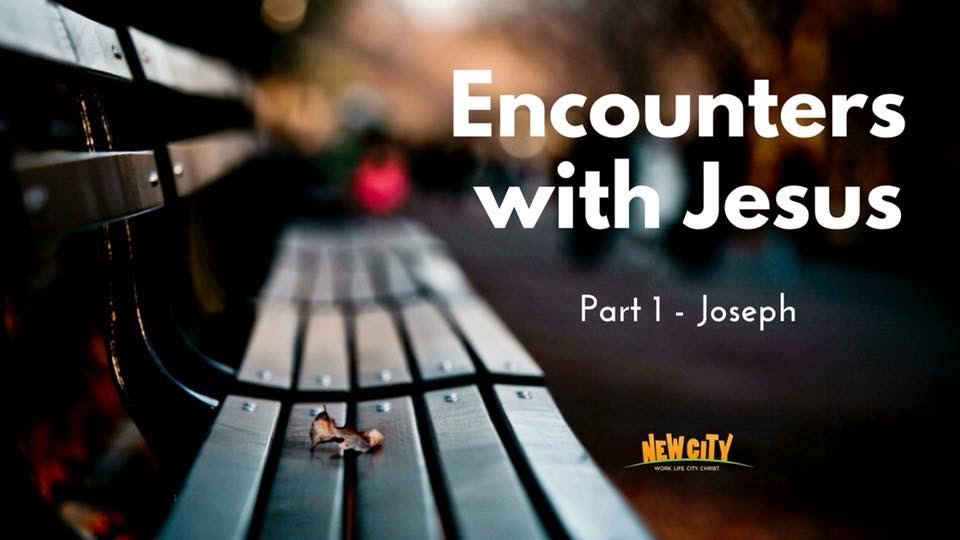 Encounters
with Jesus
Part 1 - Joseph
NEW CITY
WORK. LIFE. CITY. CHRIST.